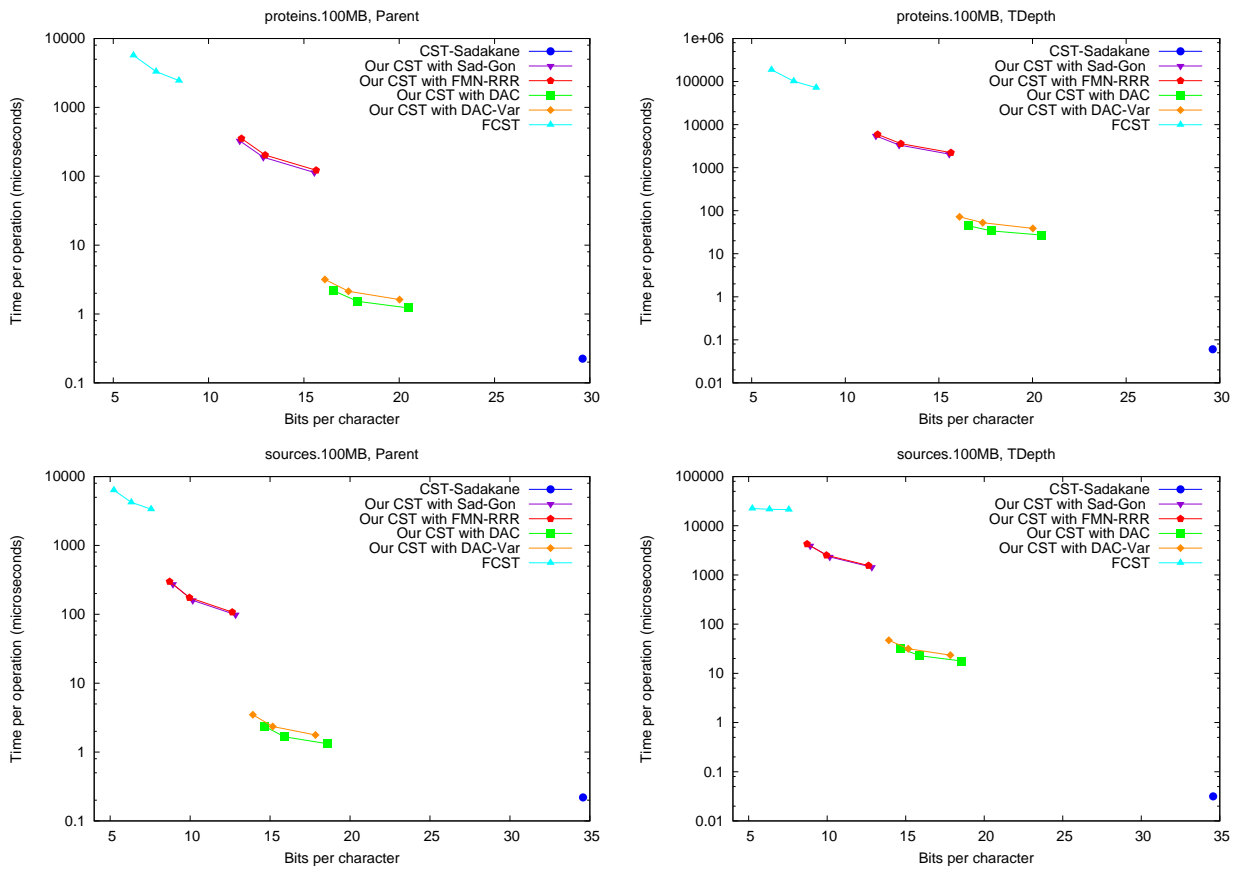 proteins.100MB, Parent
10000
1000
100
10
1
0.1
5
10
15
20
25
30
Time per operation (microseconds)
Bits per character
CST-Sadakane
Our CST with Sad-Gon
Our CST with FMN-RRR
Our CST with DAC
Our CST with DAC-Var
FCST
proteins.100MB, TDepth
1e+06
100000
10000
1000
100
10
1
0.1
0.01
5
10
15
20
25
30
Time per operation (microseconds)
Bits per character
CST-Sadakane
Our CST with Sad-Gon
Our CST with FMN-RRR
Our CST with DAC
Our CST with DAC-Var
FCST
sources.100MB, Parent
10000
1000
100
10
1
0.1
5
10
15
20
25
30
35
Time per operation (microseconds)
Bits per character
CST-Sadakane
Our CST with Sad-Gon
Our CST with FMN-RRR
Our CST with DAC
Our CST with DAC-Var
FCST
sources.100MB, TDepth
100000
10000
1000
100
10
1
0.1
0.01
5
10
15
20
25
30
35
Time per operation (microseconds)
Bits per character
CST-Sadakane
Our CST with Sad-Gon
Our CST with FMN-RRR
Our CST with DAC
Our CST with DAC-Var
FCST